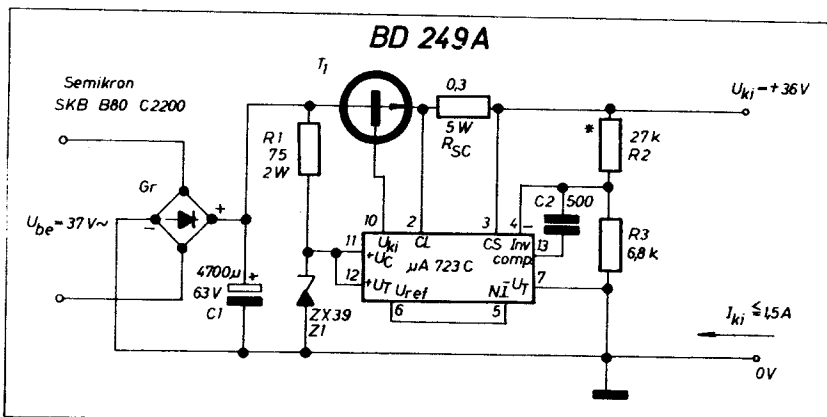 BD 249A
Semikron
SKB B80 C2200
T1
0,3
5W
RSC
Uki=+36V
R1
75
2W
*
27k
R2
Gr
+
-
Ube=37V~
4700μ
+
63V
C1
10
2
3
4
-
C2
500
11
Uki
CL
CS
Inv
13
+UC
μA 723C
comp.
R3
6,8k
12
+UT
Uref
N.I.
UT
7
6
5
ZX39
Z1
Iki ≦ 1,5A
0V